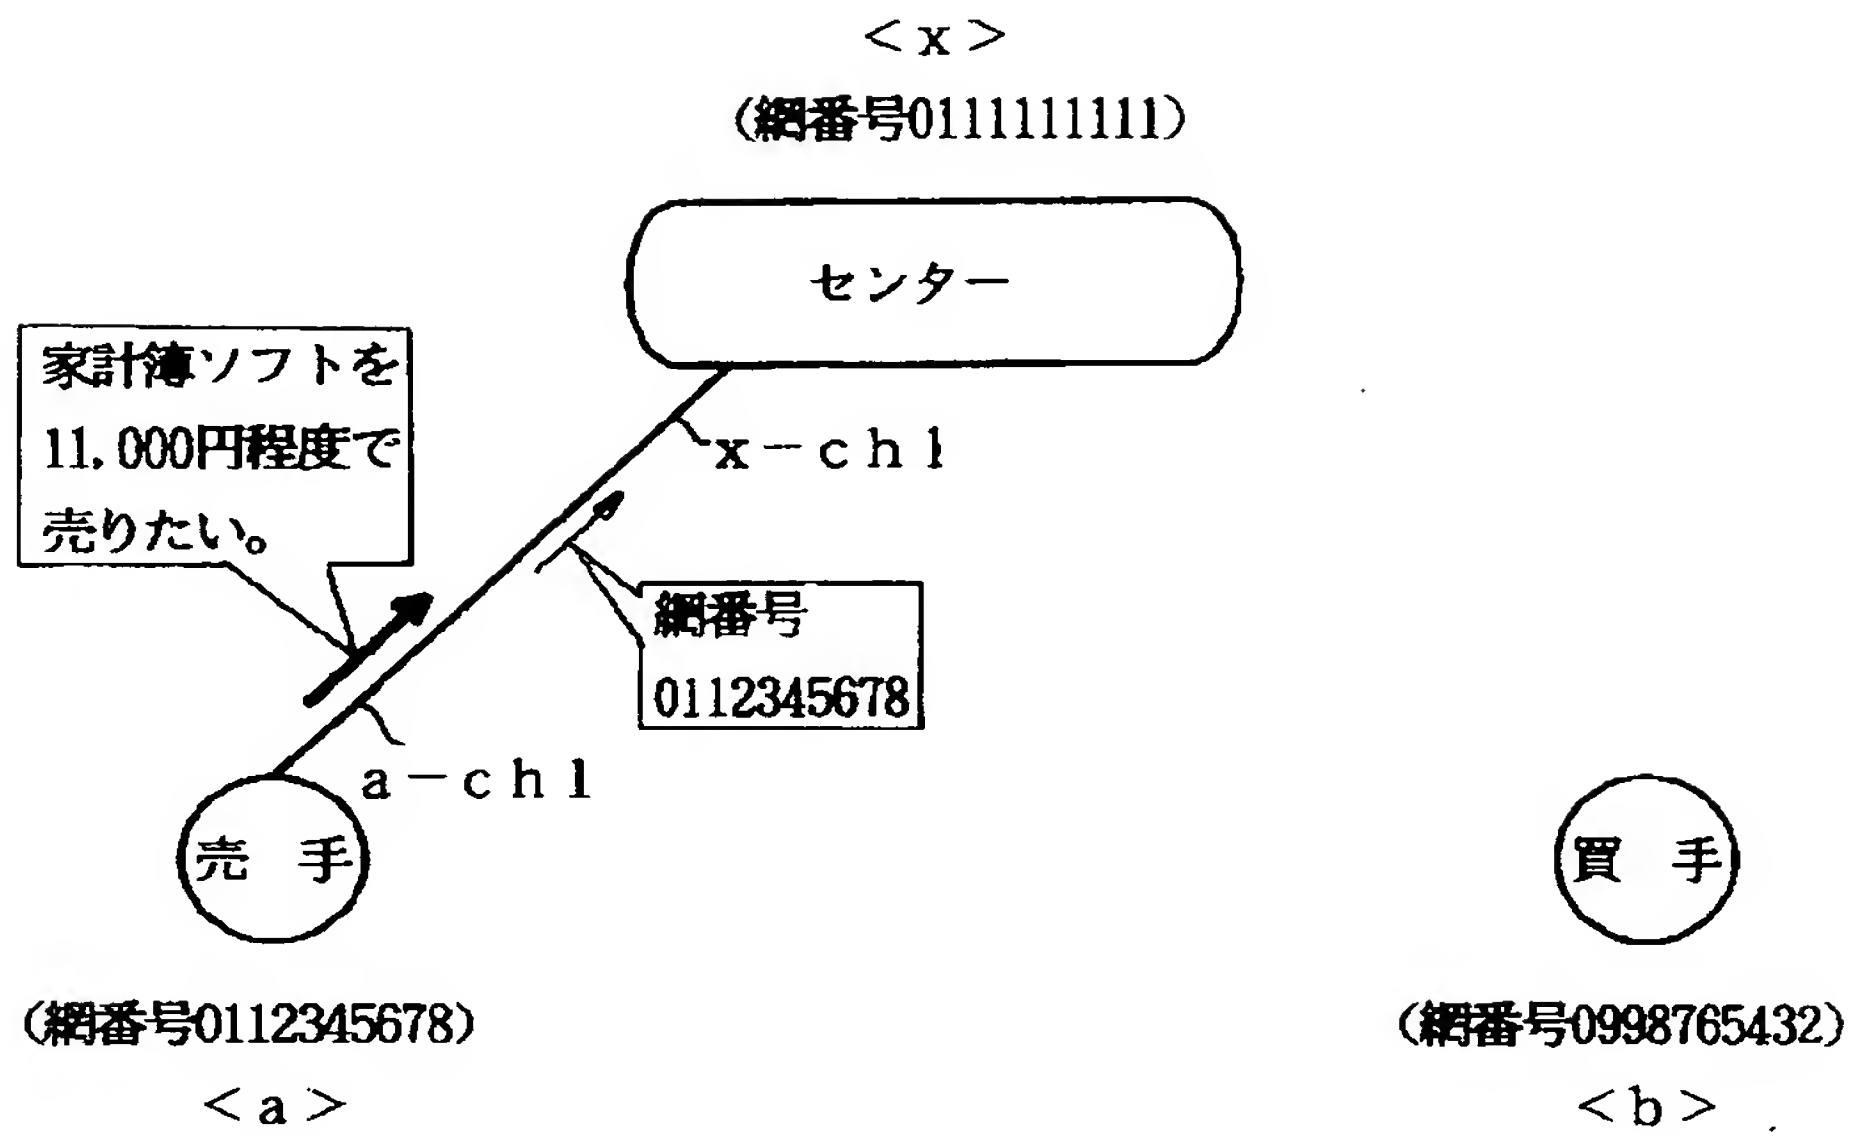 ＜ｘ＞
（網番号0111111111）
センター
家計簿ソフトを
11,000円程度で
売りたい。
ｘ－ｃｈ１
網番号
0112345678
ａ－ｃｈ１
売　手
買　手
（網番号0112345678）
（網番号0998765432）
＜ａ＞
＜ｂ＞